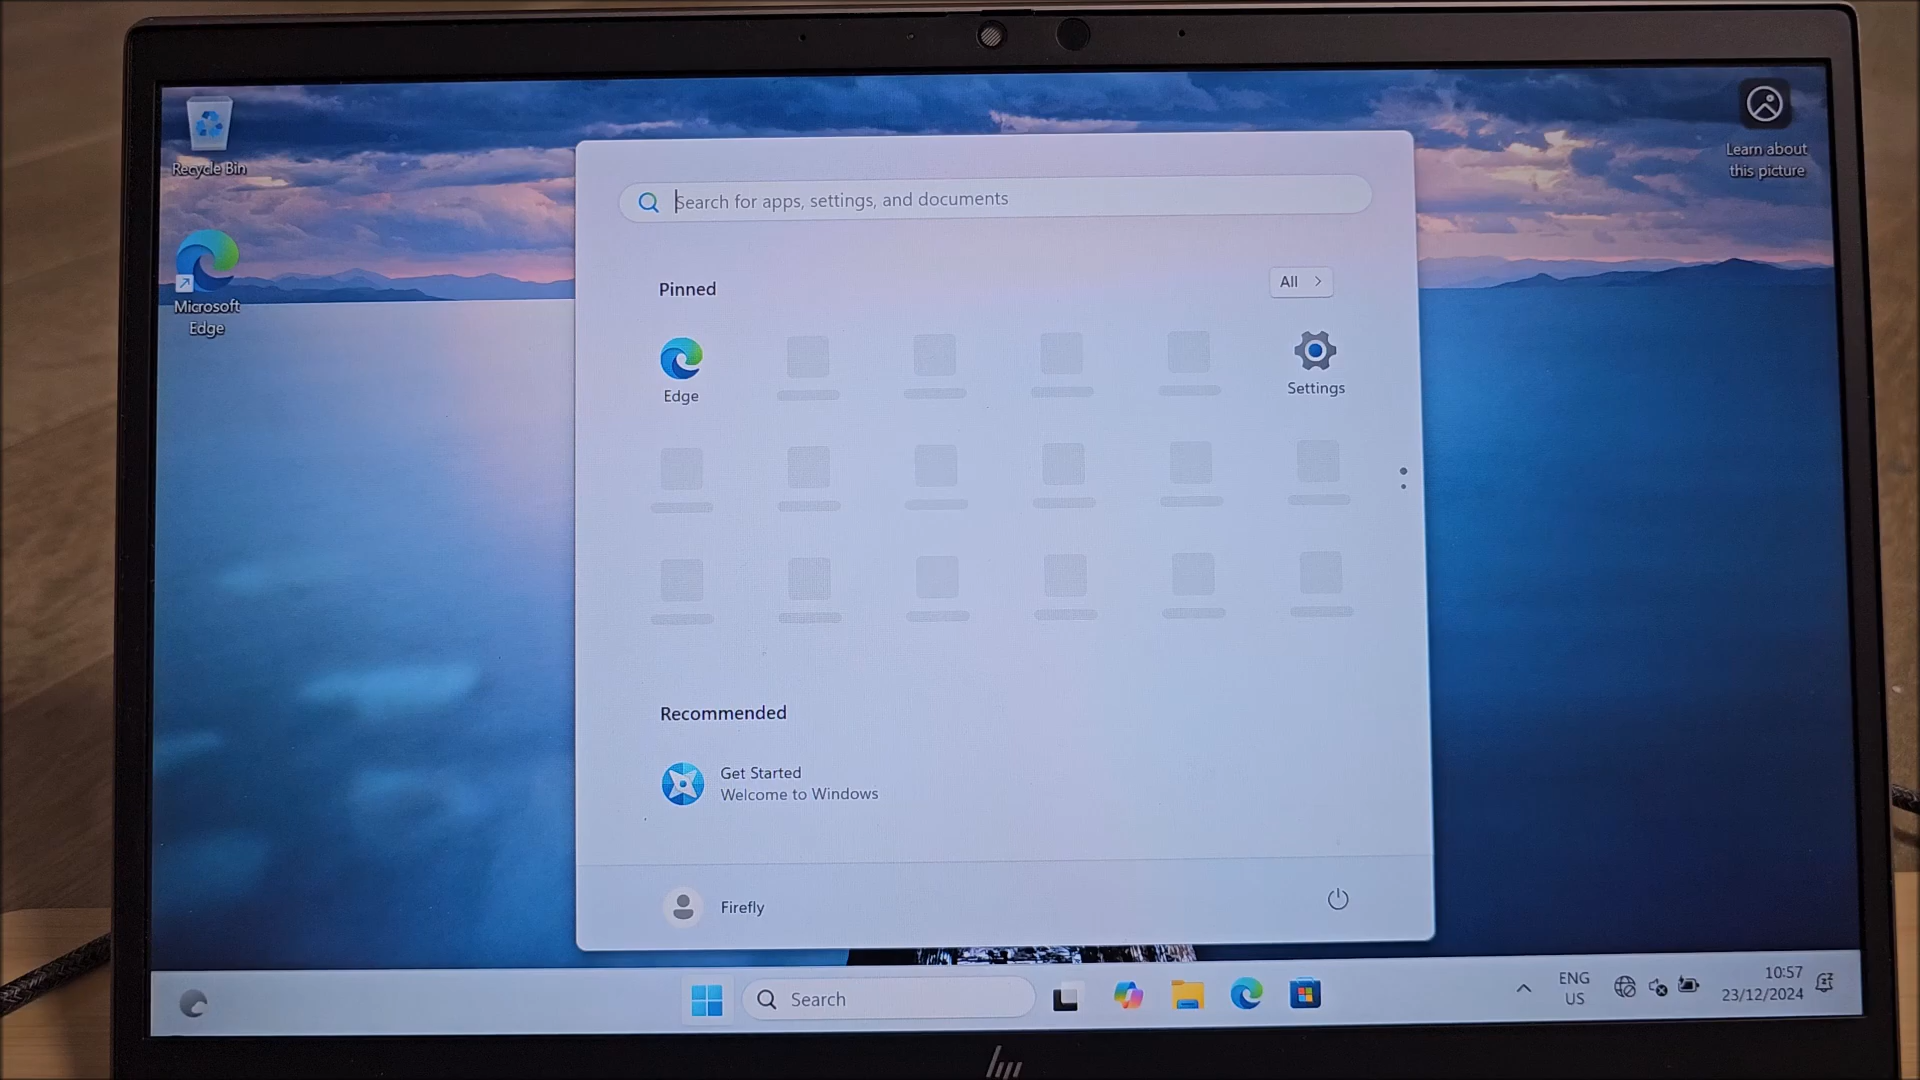 Recycle Bin
Microsoft
Edge
Learn about
this picture
Search for apps, settings, and documents
Pinned
All
Edge
Settings
Recommended
Get Started
Welcome to Windows
Firefly
Search
ENG
US
10:57
23/12/2024
hp